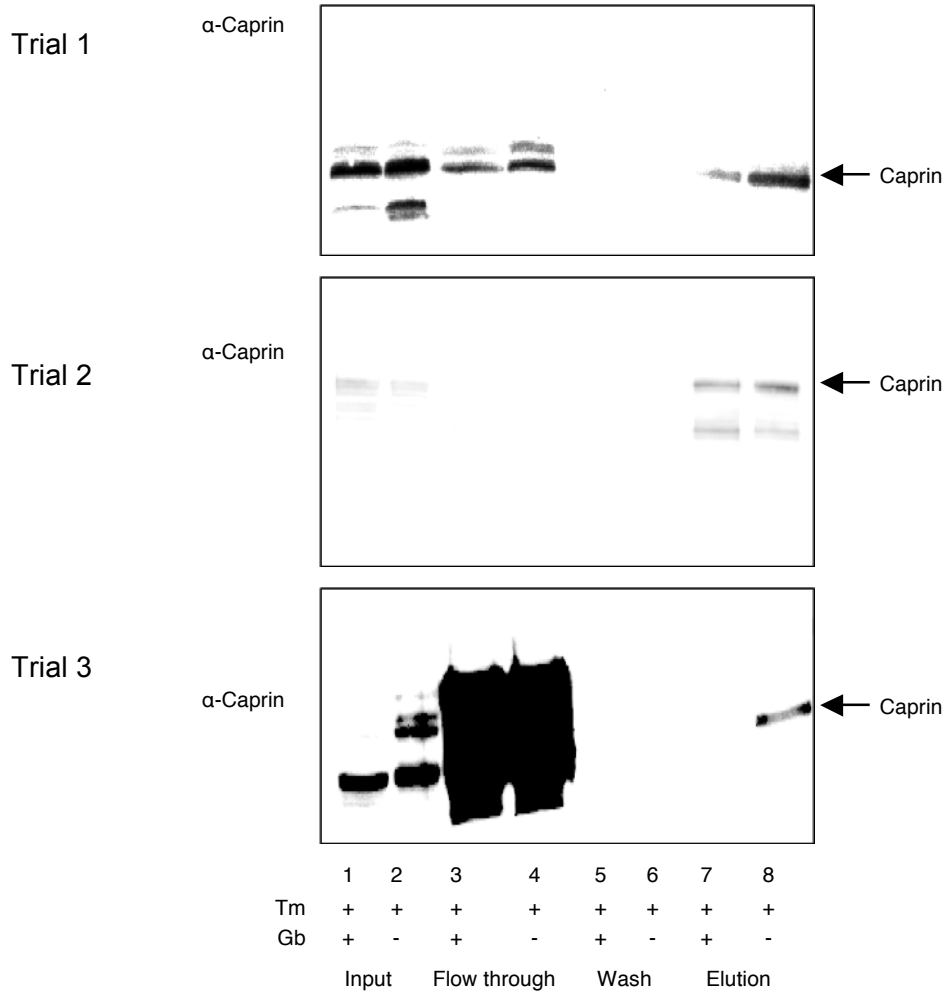 Trial 1
α-Caprin
Caprin
Trial 2
α-Caprin
Caprin
Trial 3
α-Caprin
Caprin
1 2 3 4 5 6 7 8
Tm + + + + + + + +
Gb + - + - + - + -
Input Flow through Wash Elution